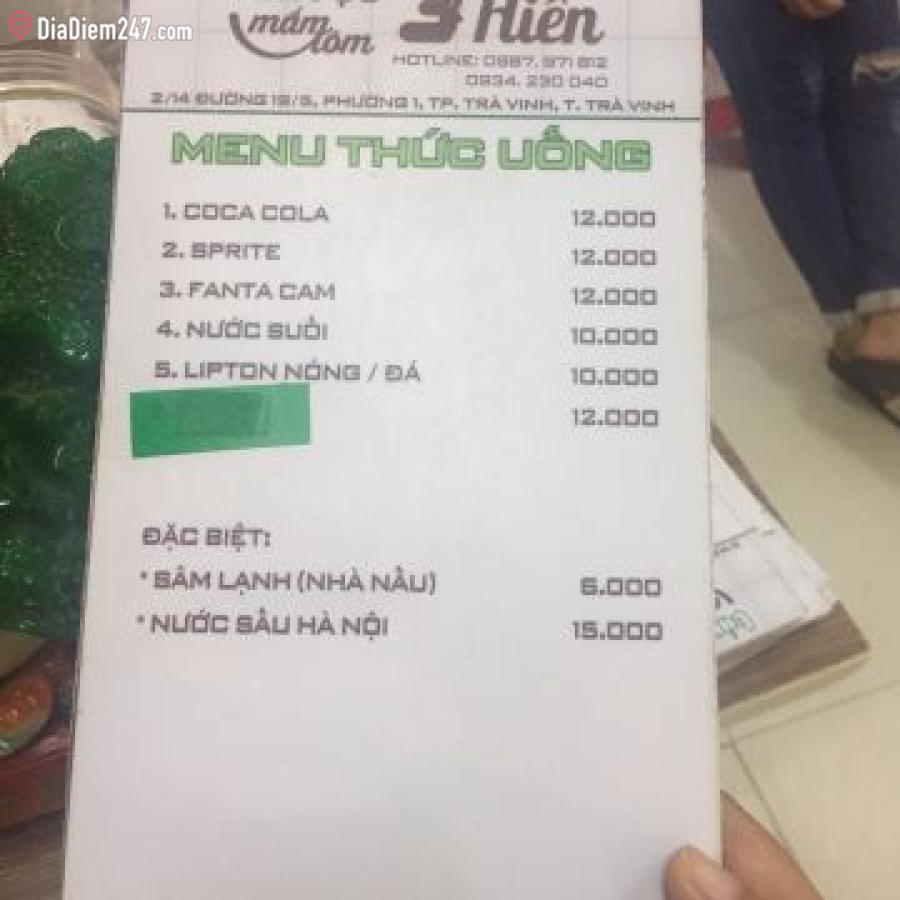 DiaDiem247.com
mắm tôm
3 Hiên
HOTLINE: 0987. 971 812
0934. 230 040
2/14 ĐƯỜNG 19/5, PHƯỜNG 1, TP. TRÀ VINH, T. TRÀ VINH
MENU THỨC UỐNG
1. COCA COLA 12.000
2. SPRITE 12.000
3. FANTA CAM 12.000
4. NƯỚC SUỐI 10.000
5. LIPTON NÓNG / ĐÁ 10.000
12.000
ĐẶC BIỆT:
* SÂM LẠNH (NHÀ NẤU) 6.000
* NƯỚC SẤU HÀ NỘI 15.000